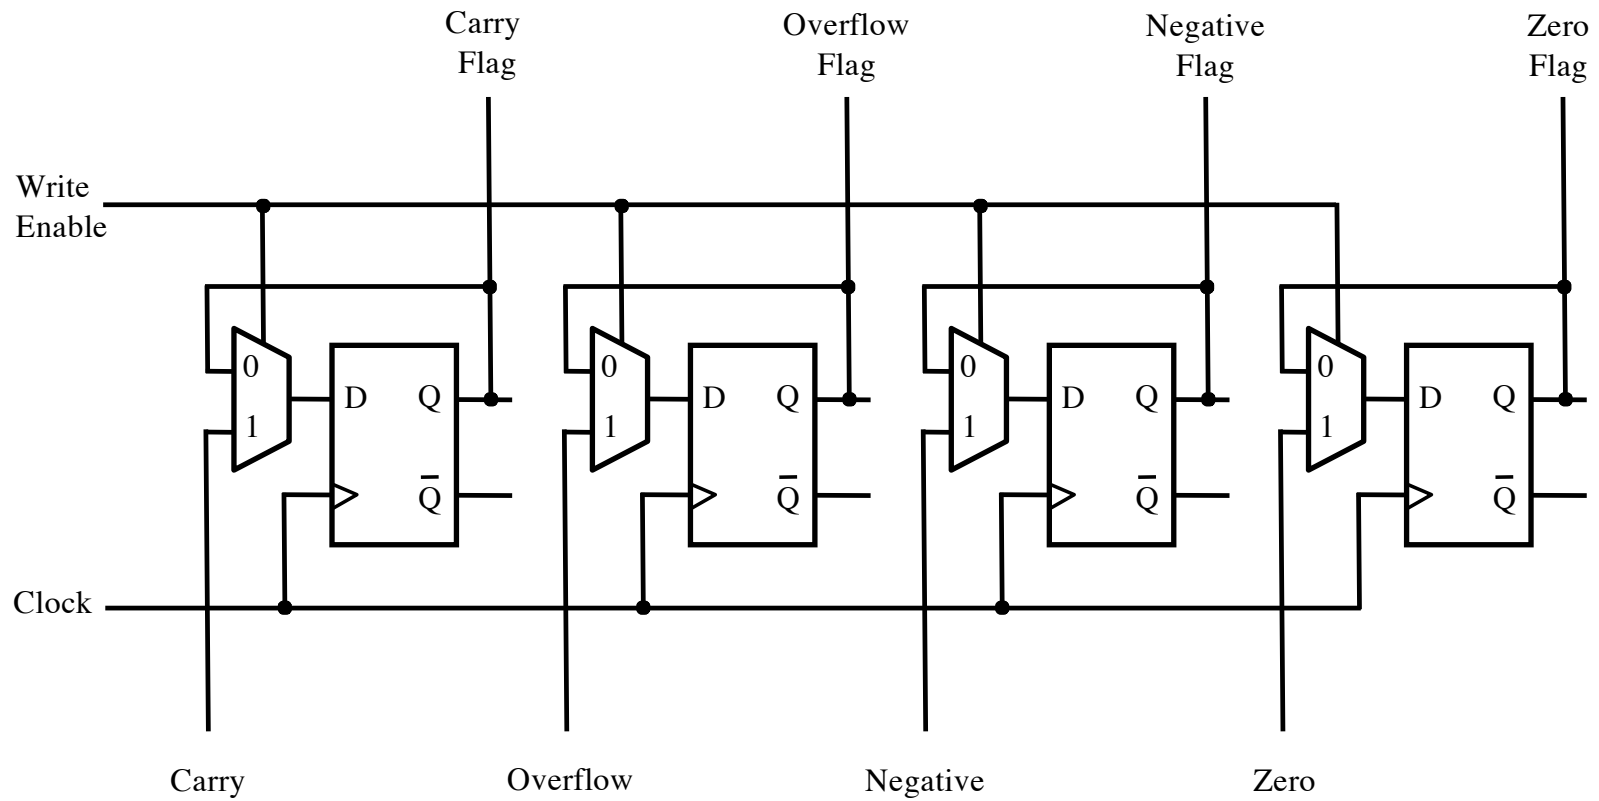 Carry
Flag
Overflow
Flag
Negative
Flag
Zero
Flag
Write
Enable
0
1
D
Q
Q̅
0
1
D
Q
Q̅
0
1
D
Q
Q̅
0
1
D
Q
Q̅
Clock
Carry
Overflow
Negative
Zero